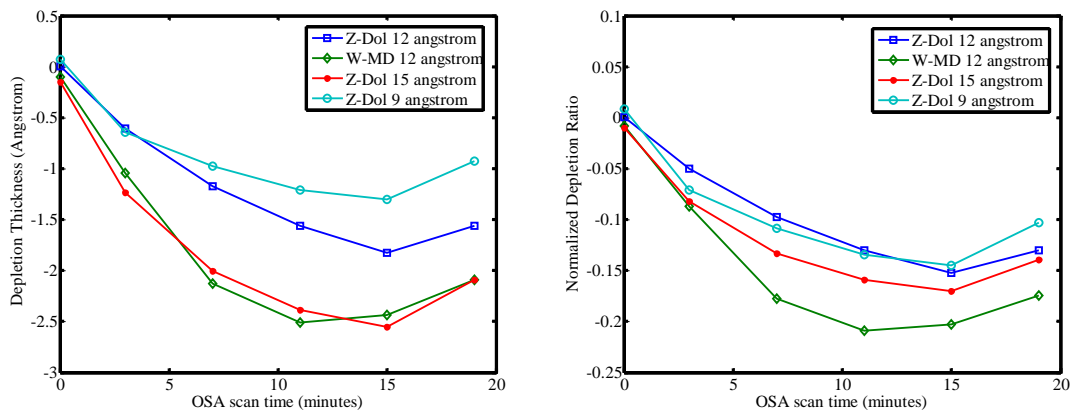 0.5
0
-0.5
-1
-1.5
-2
-2.5
-3
0
5
10
15
20
Depletion Thickness (Angstrom)
OSA scan time (minutes)
Z-Dol 12 angstrom
W-MD 12 angstrom
Z-Dol 15 angstrom
Z-Dol 9 angstrom
0.1
0.05
0
-0.05
-0.1
-0.15
-0.2
-0.25
0
5
10
15
20
Normalized Depletion Ratio
OSA scan time (minutes)
Z-Dol 12 angstrom
W-MD 12 angstrom
Z-Dol 15 angstrom
Z-Dol 9 angstrom